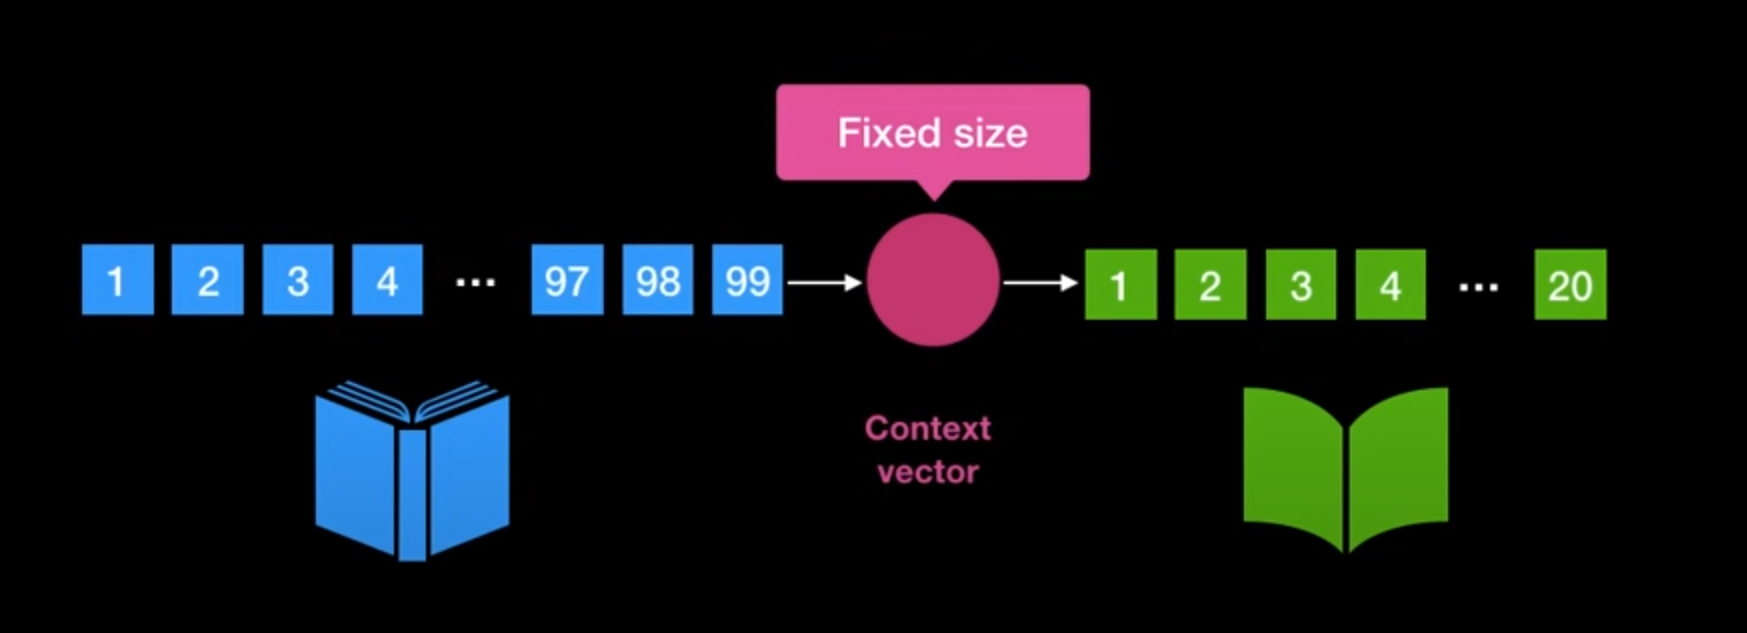 Fixed size
1 2 3 4 ... 97 98 99
1 2 3 4 ... 20
Context
vector